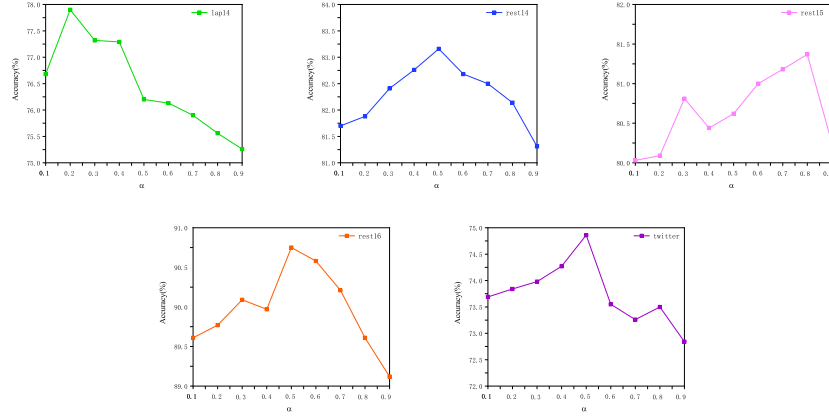 lap14
78.0
77.5
77.0
76.5
76.0
75.5
75.0
Accuracy(%)
0.1 0.2 0.3 0.4 0.5 0.6 0.7 0.8 0.9
α
rest14
84.0
83.5
83.0
82.5
82.0
81.5
81.0
Accuracy(%)
0.1 0.2 0.3 0.4 0.5 0.6 0.7 0.8 0.9
α
rest15
82.0
81.5
81.0
80.5
80.0
Accuracy(%)
0.1 0.2 0.3 0.4 0.5 0.6 0.7 0.8
α
rest16
91.0
90.5
90.0
89.5
89.0
Accuracy(%)
0.1 0.2 0.3 0.4 0.5 0.6 0.7 0.8 0.9
α
twitter
75.0
74.5
74.0
73.5
73.0
72.5
72.0
Accuracy(%)
0.1 0.2 0.3 0.4 0.5 0.6 0.7 0.8 0.9
α